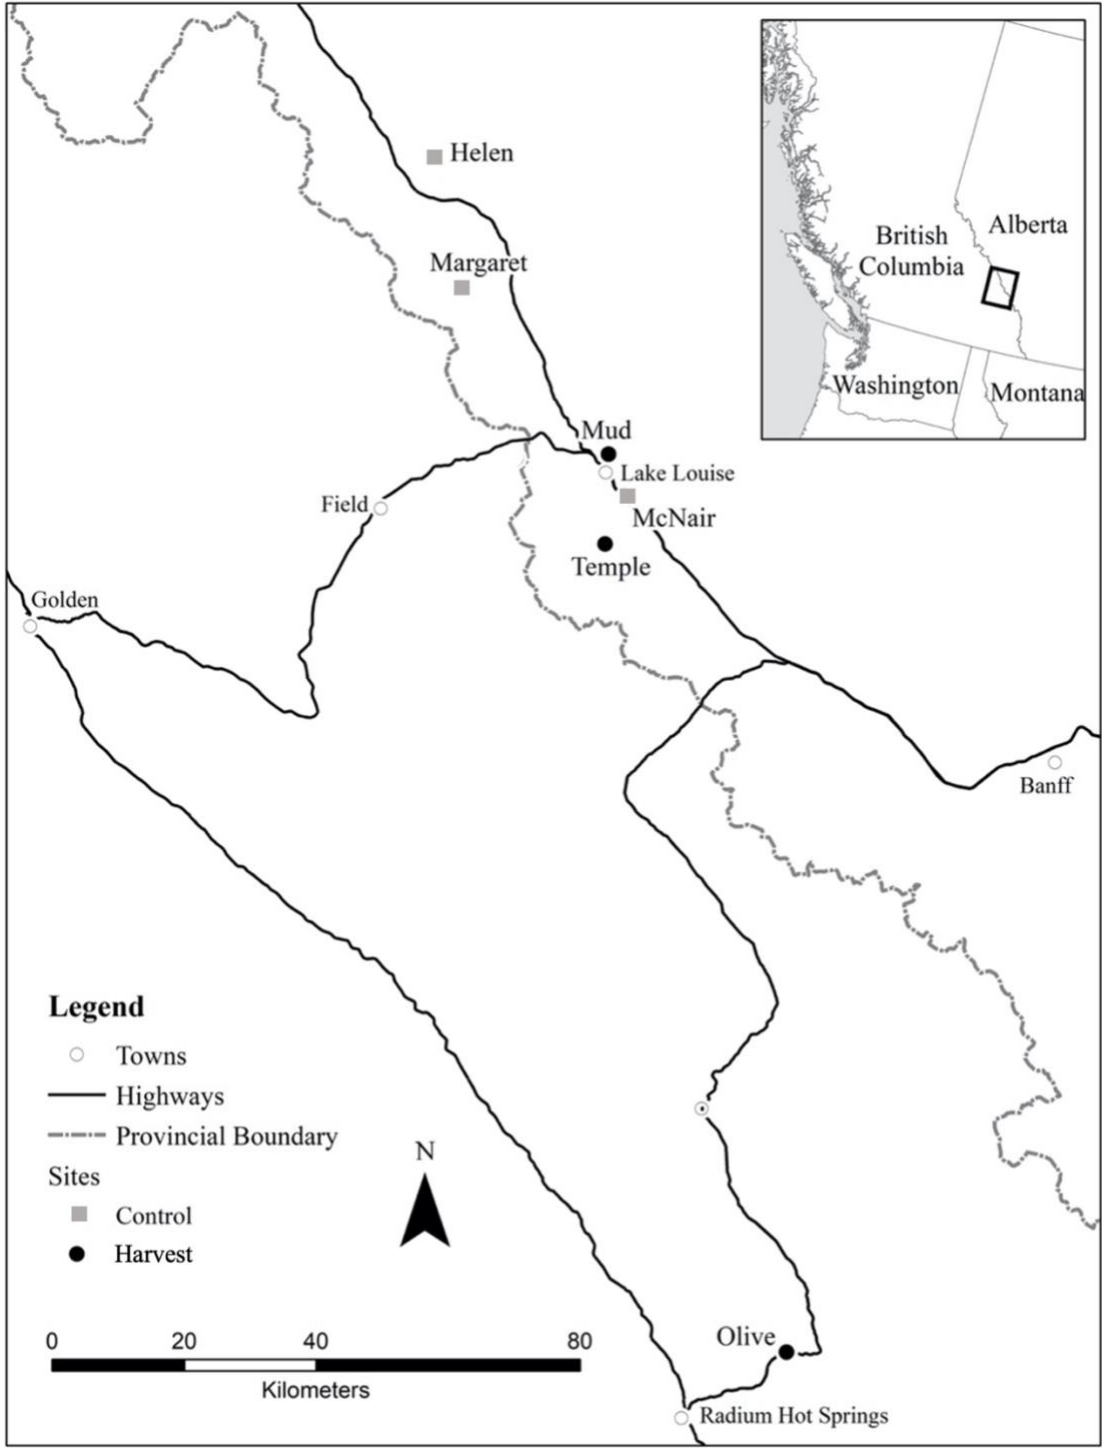 Helen
Alberta
British
Columbia
Margaret
Washington
Montana
Mud
Lake Louise
Field
McNair
Temple
Golden
Banff
Legend
Towns
Highways
Provincial Boundary
N
Sites
Control
Harvest
0 20 40 80
Kilometers
Olive
Radium Hot Springs